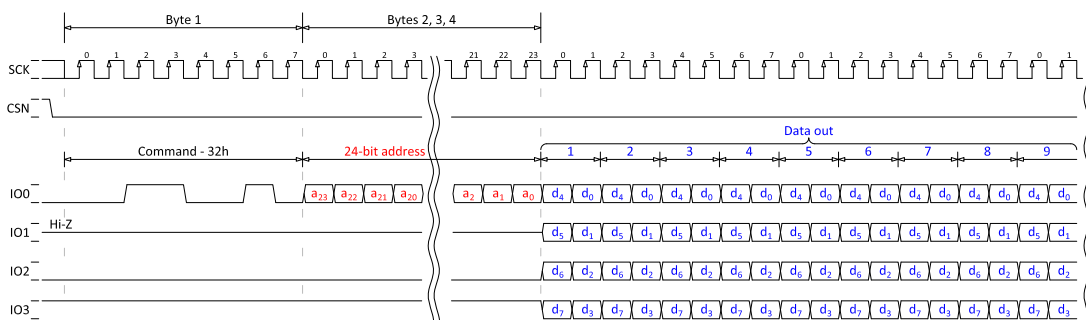 Byte 1 Bytes 2, 3, 4
0 1 2 3 4 5 6 7 0 1 2 3 21 22 23 0 1 2 3 4 5 6 7 0 1 2 3 4 5 6 7 0 1
SCK
CSN
Data out
Command - 32h 24-bit address 1 2 3 4 5 6 7 8 9
IO0 a23 a22 a21 a20 a2 a1 a0 d4 d0 d4 d0 d4 d0 d4 d0 d4 d0 d4 d0 d4 d0 d4 d0 d4 d0
Hi-Z
IO1 d5 d1 d5 d1 d5 d1 d5 d1 d5 d1 d5 d1 d5 d1 d5 d1 d5 d1
IO2 d6 d2 d6 d2 d6 d2 d6 d2 d6 d2 d6 d2 d6 d2 d6 d2 d6 d2
IO3 d7 d3 d7 d3 d7 d3 d7 d3 d7 d3 d7 d3 d7 d3 d7 d3 d7 d3